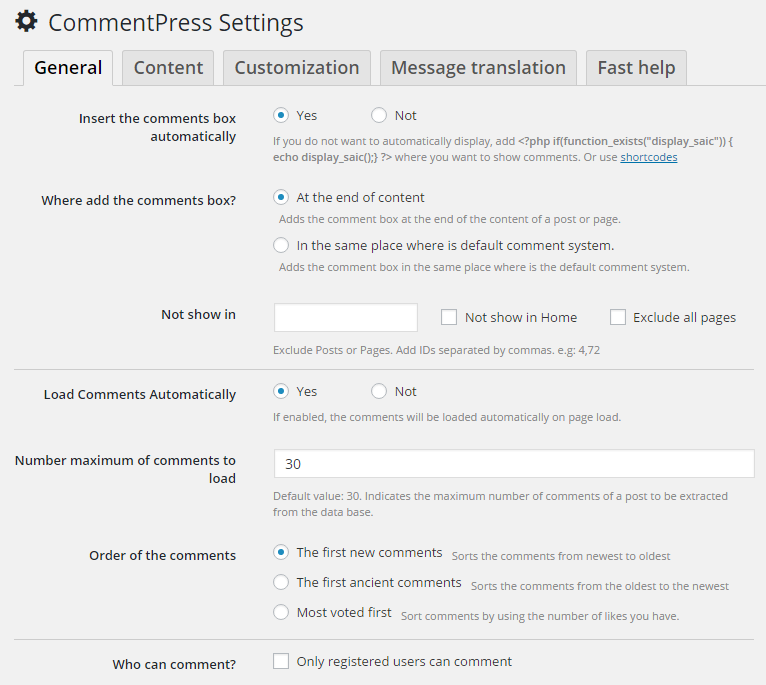 CommentPress Settings
General Content Customization Message translation Fast help
Insert the comments box
automatically
Yes Not
If you do not want to automatically display, add <?php if(function_exists("display_saic")) {
echo display_saic();} ?> where you want to show comments. Or use shortcodes
Where add the comments box?
At the end of content
Adds the comment box at the end of the content of a post or page.
In the same place where is default comment system.
Adds the comment box in the same place where is the default comment system.
Not show in
Not show in Home Exclude all pages
Exclude Posts or Pages. Add IDs separated by commas. e.g: 4,72
Load Comments Automatically
Yes Not
If enabled, the comments will be loaded automatically on page load.
Number maximum of comments to
load
30
Default value: 30. Indicates the maximum number of comments of a post to be extracted
from the data base.
Order of the comments
The first new comments Sorts the comments from newest to oldest
The first ancient comments Sorts the comments from the oldest to the newest
Most voted first Sort comments by using the number of likes you have.
Who can comment?
Only registered users can comment